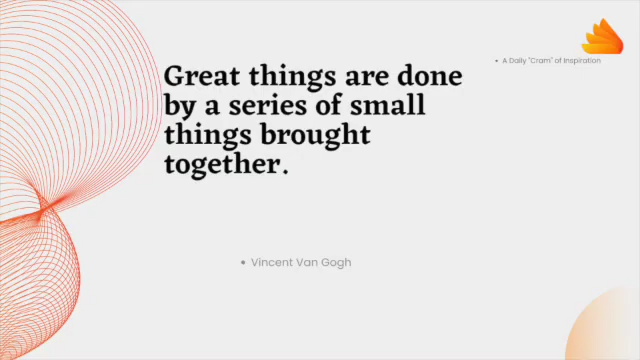 • A Daily "Cram" of Inspiration
Great things are done
by a series of small
things brought
together.
• Vincent Van Gogh